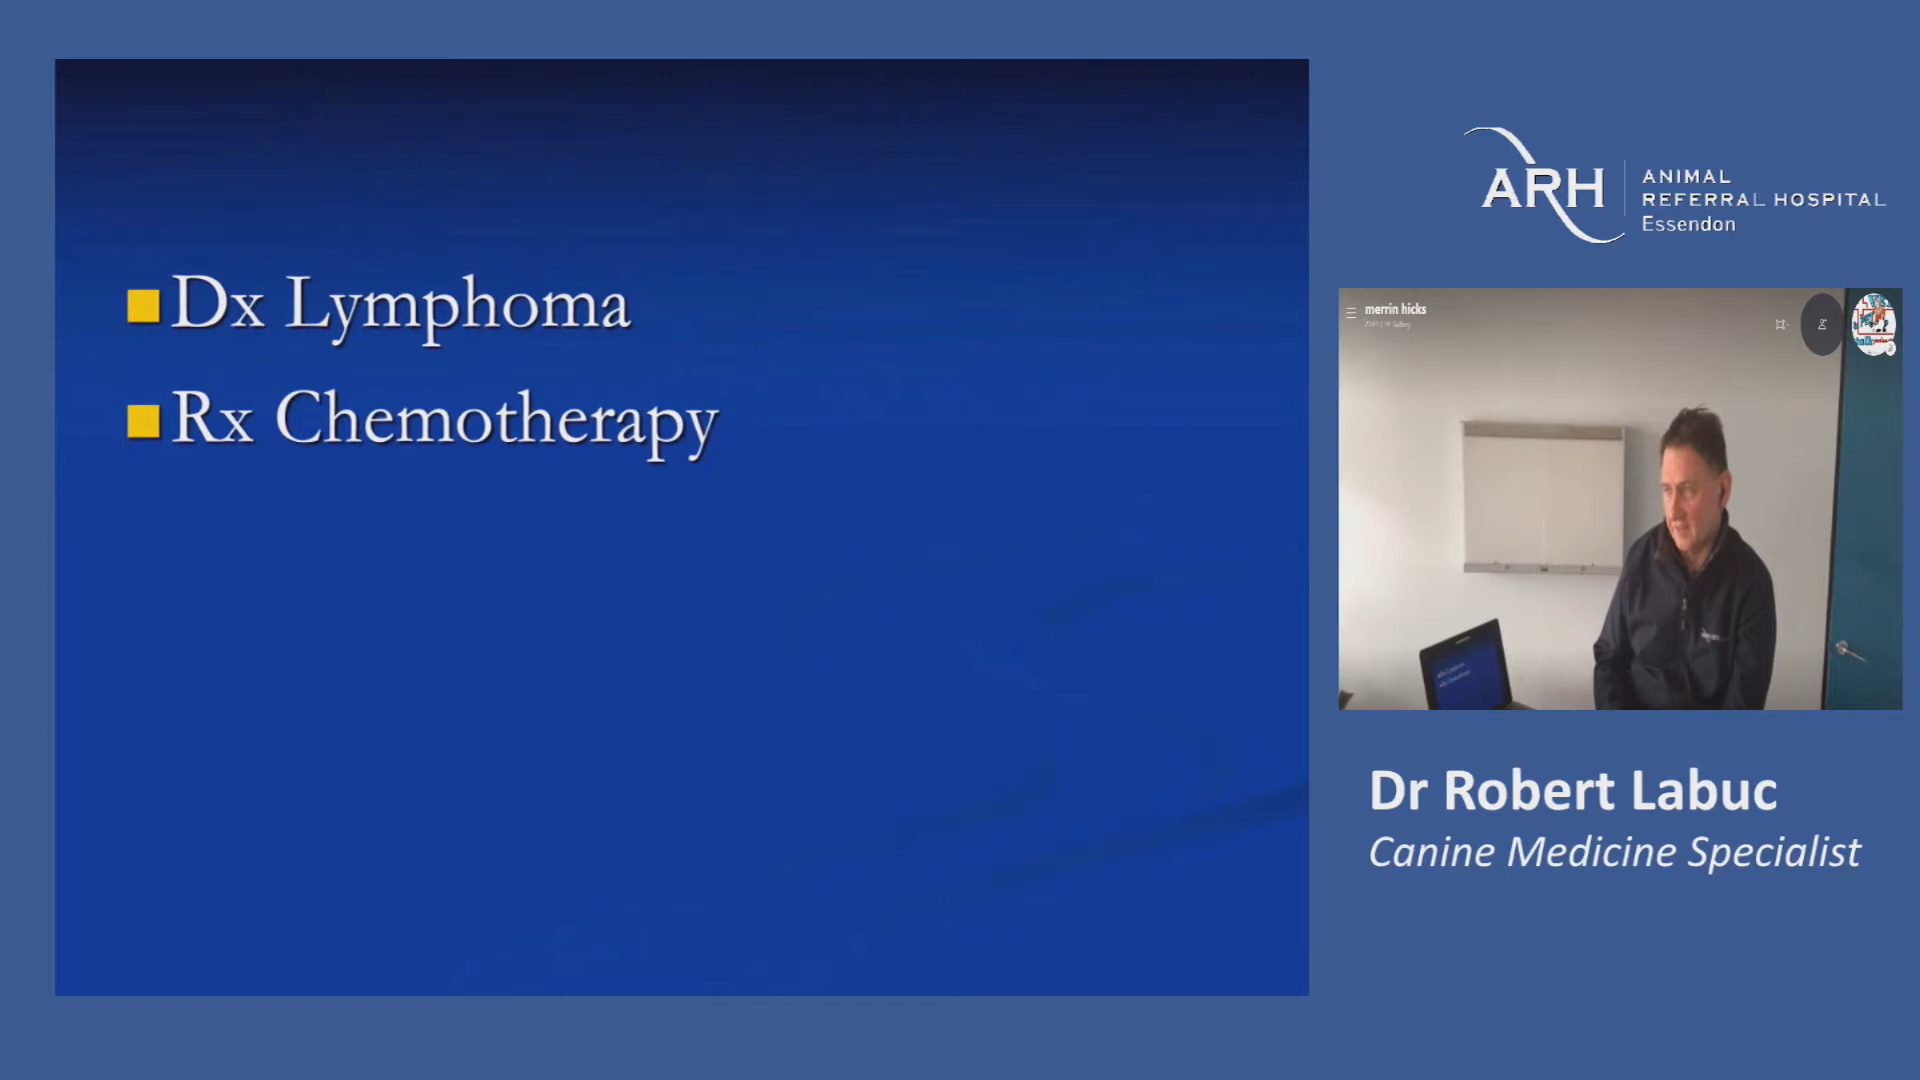 Dx Lymphoma
Rx Chemotherapy
ARH
ANIMAL
REFERRAL HOSPITAL
Essendon
merrin hicks
Dr Robert Labuc
Canine Medicine Specialist